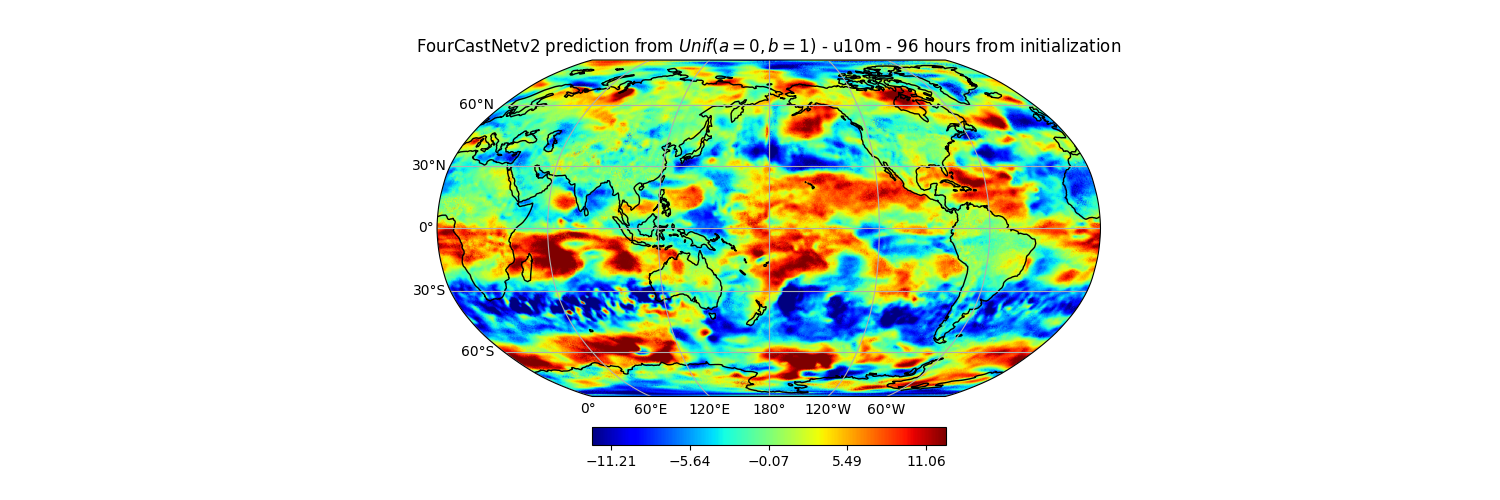 FourCastNetv2 prediction from Unif(a = 0, b = 1) - u10m - 96 hours from initialization
60°N
30°N
0°
30°S
60°S
0° 60°E 120°E 180° 120°W 60°W
−11.21 −5.64 −0.07 5.49 11.06